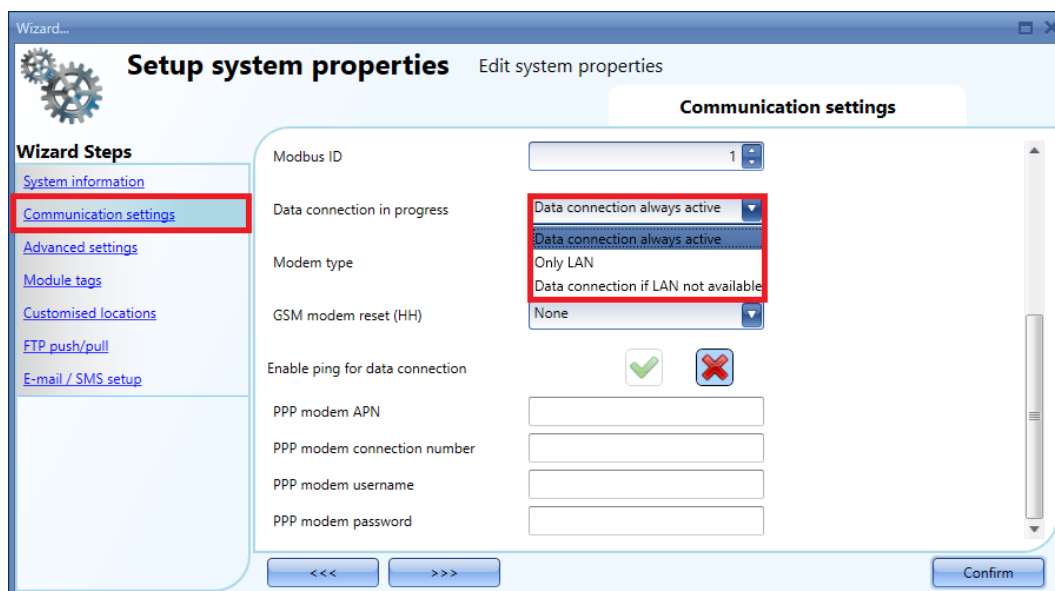 Wizard...
Setup system properties Edit system properties
Communication settings
Wizard Steps
System information
Communication settings
Advanced settings
Module tags
Customised locations
FTP push/pull
E-mail / SMS setup
Modbus ID 1
Data connection in progress Data connection always active
Data connection always active
Modem type Only LAN
Data connection if LAN not available
GSM modem reset (HH) None
Enable ping for data connection
PPP modem APN
PPP modem connection number
PPP modem username
PPP modem password
<<< >>> Confirm